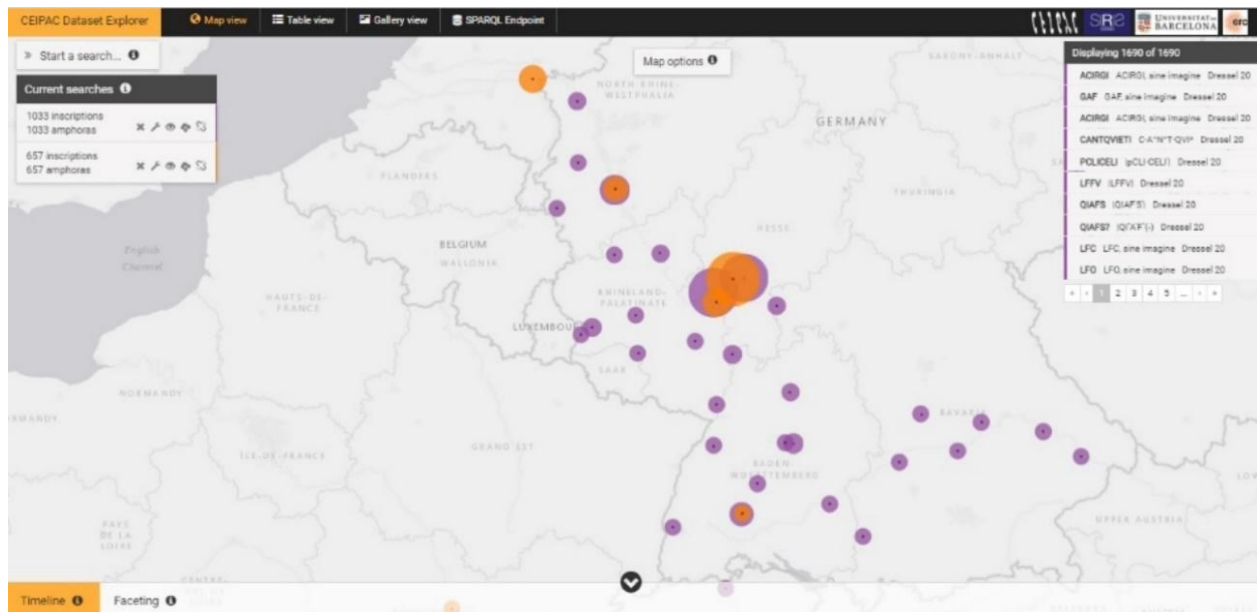 CEIPAC Dataset Explorer
Map view
Table view
Gallery view
SPARQL Endpoint
CEIPAC
SIRIS
UNIVERSITAT DE BARCELONA
erc
» Start a search...
Map options
Current searches
1033 inscriptions
1033 amphoras
657 inscriptions
657 amphoras
Displaying 1690 of 1690
ACIRGI ACIRGI, sine imagine Dressel 20
GAF GAF, sine imagine Dressel 20
ACIRGI ACIRGI, sine imagine Dressel 20
CANTQVIETI Dressel 20
PCLICELI Dressel 20
LFFV (LFFV) Dressel 20
QIAFS Dressel 20
QIAFS? Dressel 20
LFC LFC, sine imagine Dressel 20
LFO LFO, sine imagine Dressel 20
« ‹ 1 2 3 4 5 ... › »
SAXONY-ANHALT
NORTH RHINE-
WESTPHALIA
GERMANY
FLANDERS
THURINGIA
HESSE
English
Channel
BELGIUM
WALLONIA
HAUTS-DE-
FRANCE
RHINELAND-
PALATINATE
LUXEMBOU
SAAR
NORMANDY
BAVARIA
GRAND EST
ÎLE-DE-FRANCE
BADEN-
WUERTTEMBERG
PAYS
DE LA
LOIRE
UPPER AUSTRIA
Timeline
Faceting